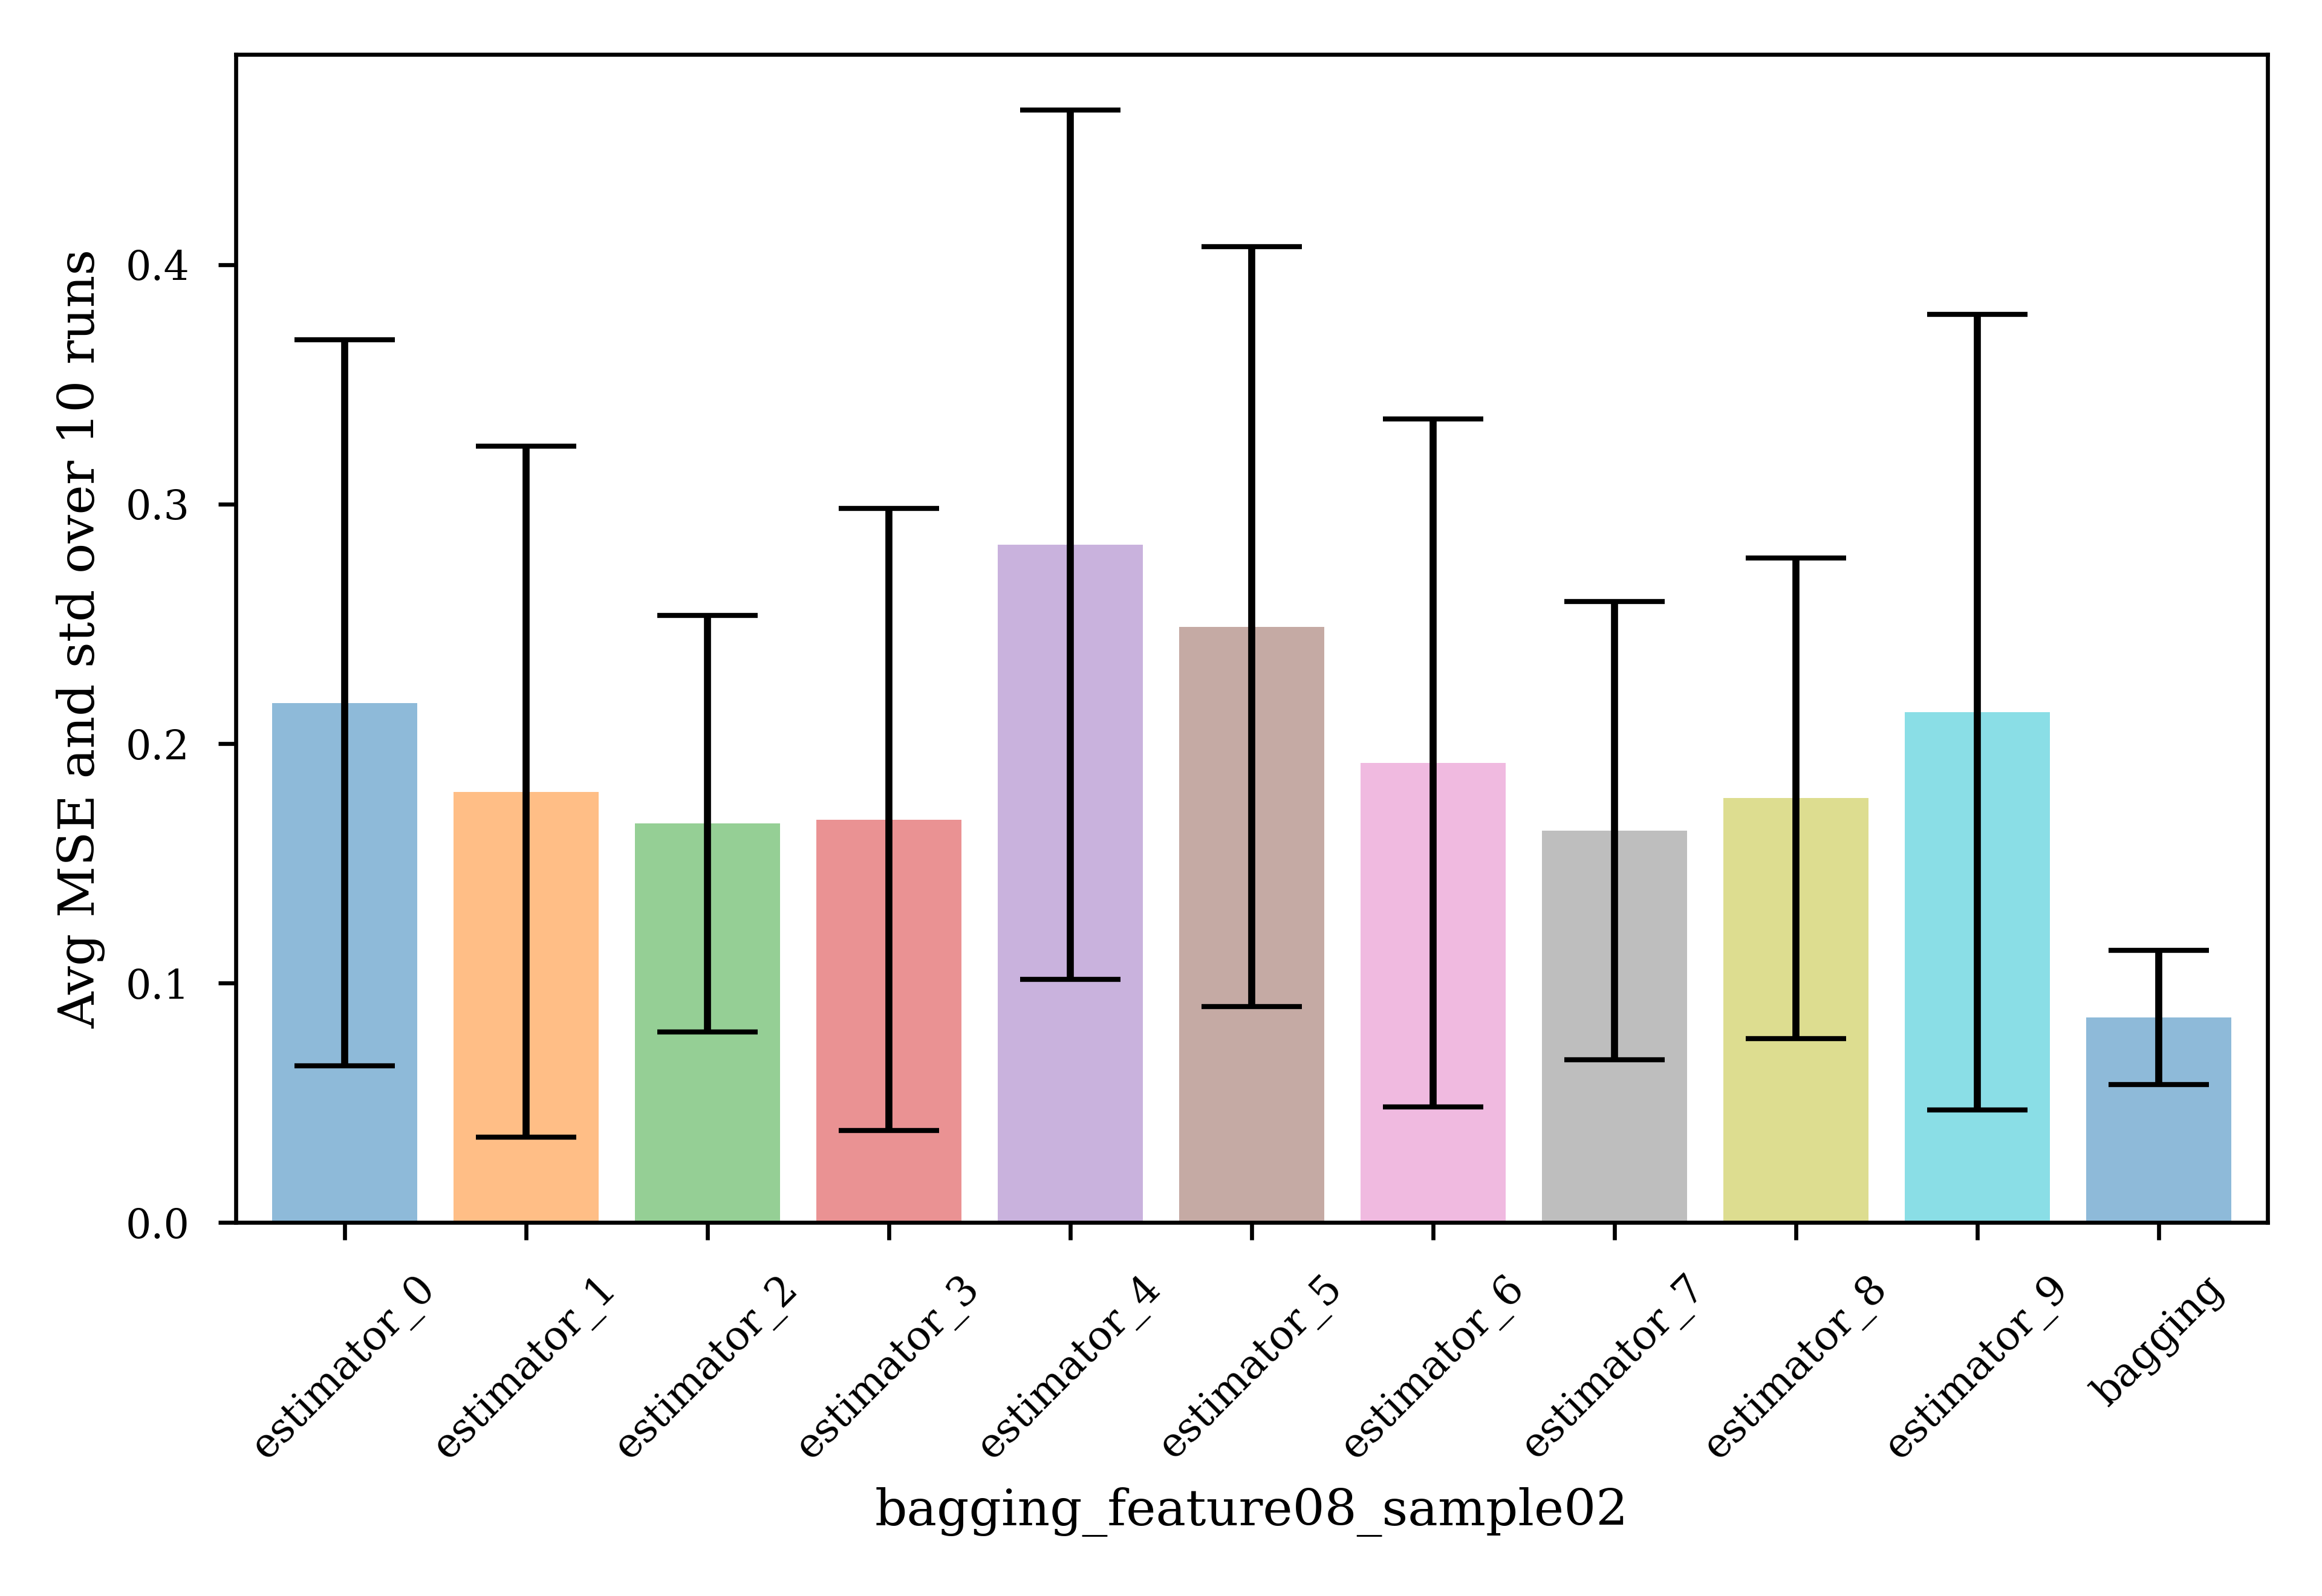 Avg MSE and std over 10 runs
0.4
0.3
0.2
0.1
0.0
estimator_0
estimator_1
estimator_2
estimator_3
estimator_4
estimator_5
estimator_6
estimator_7
estimator_8
estimator_9
bagging
bagging_feature08_sample02